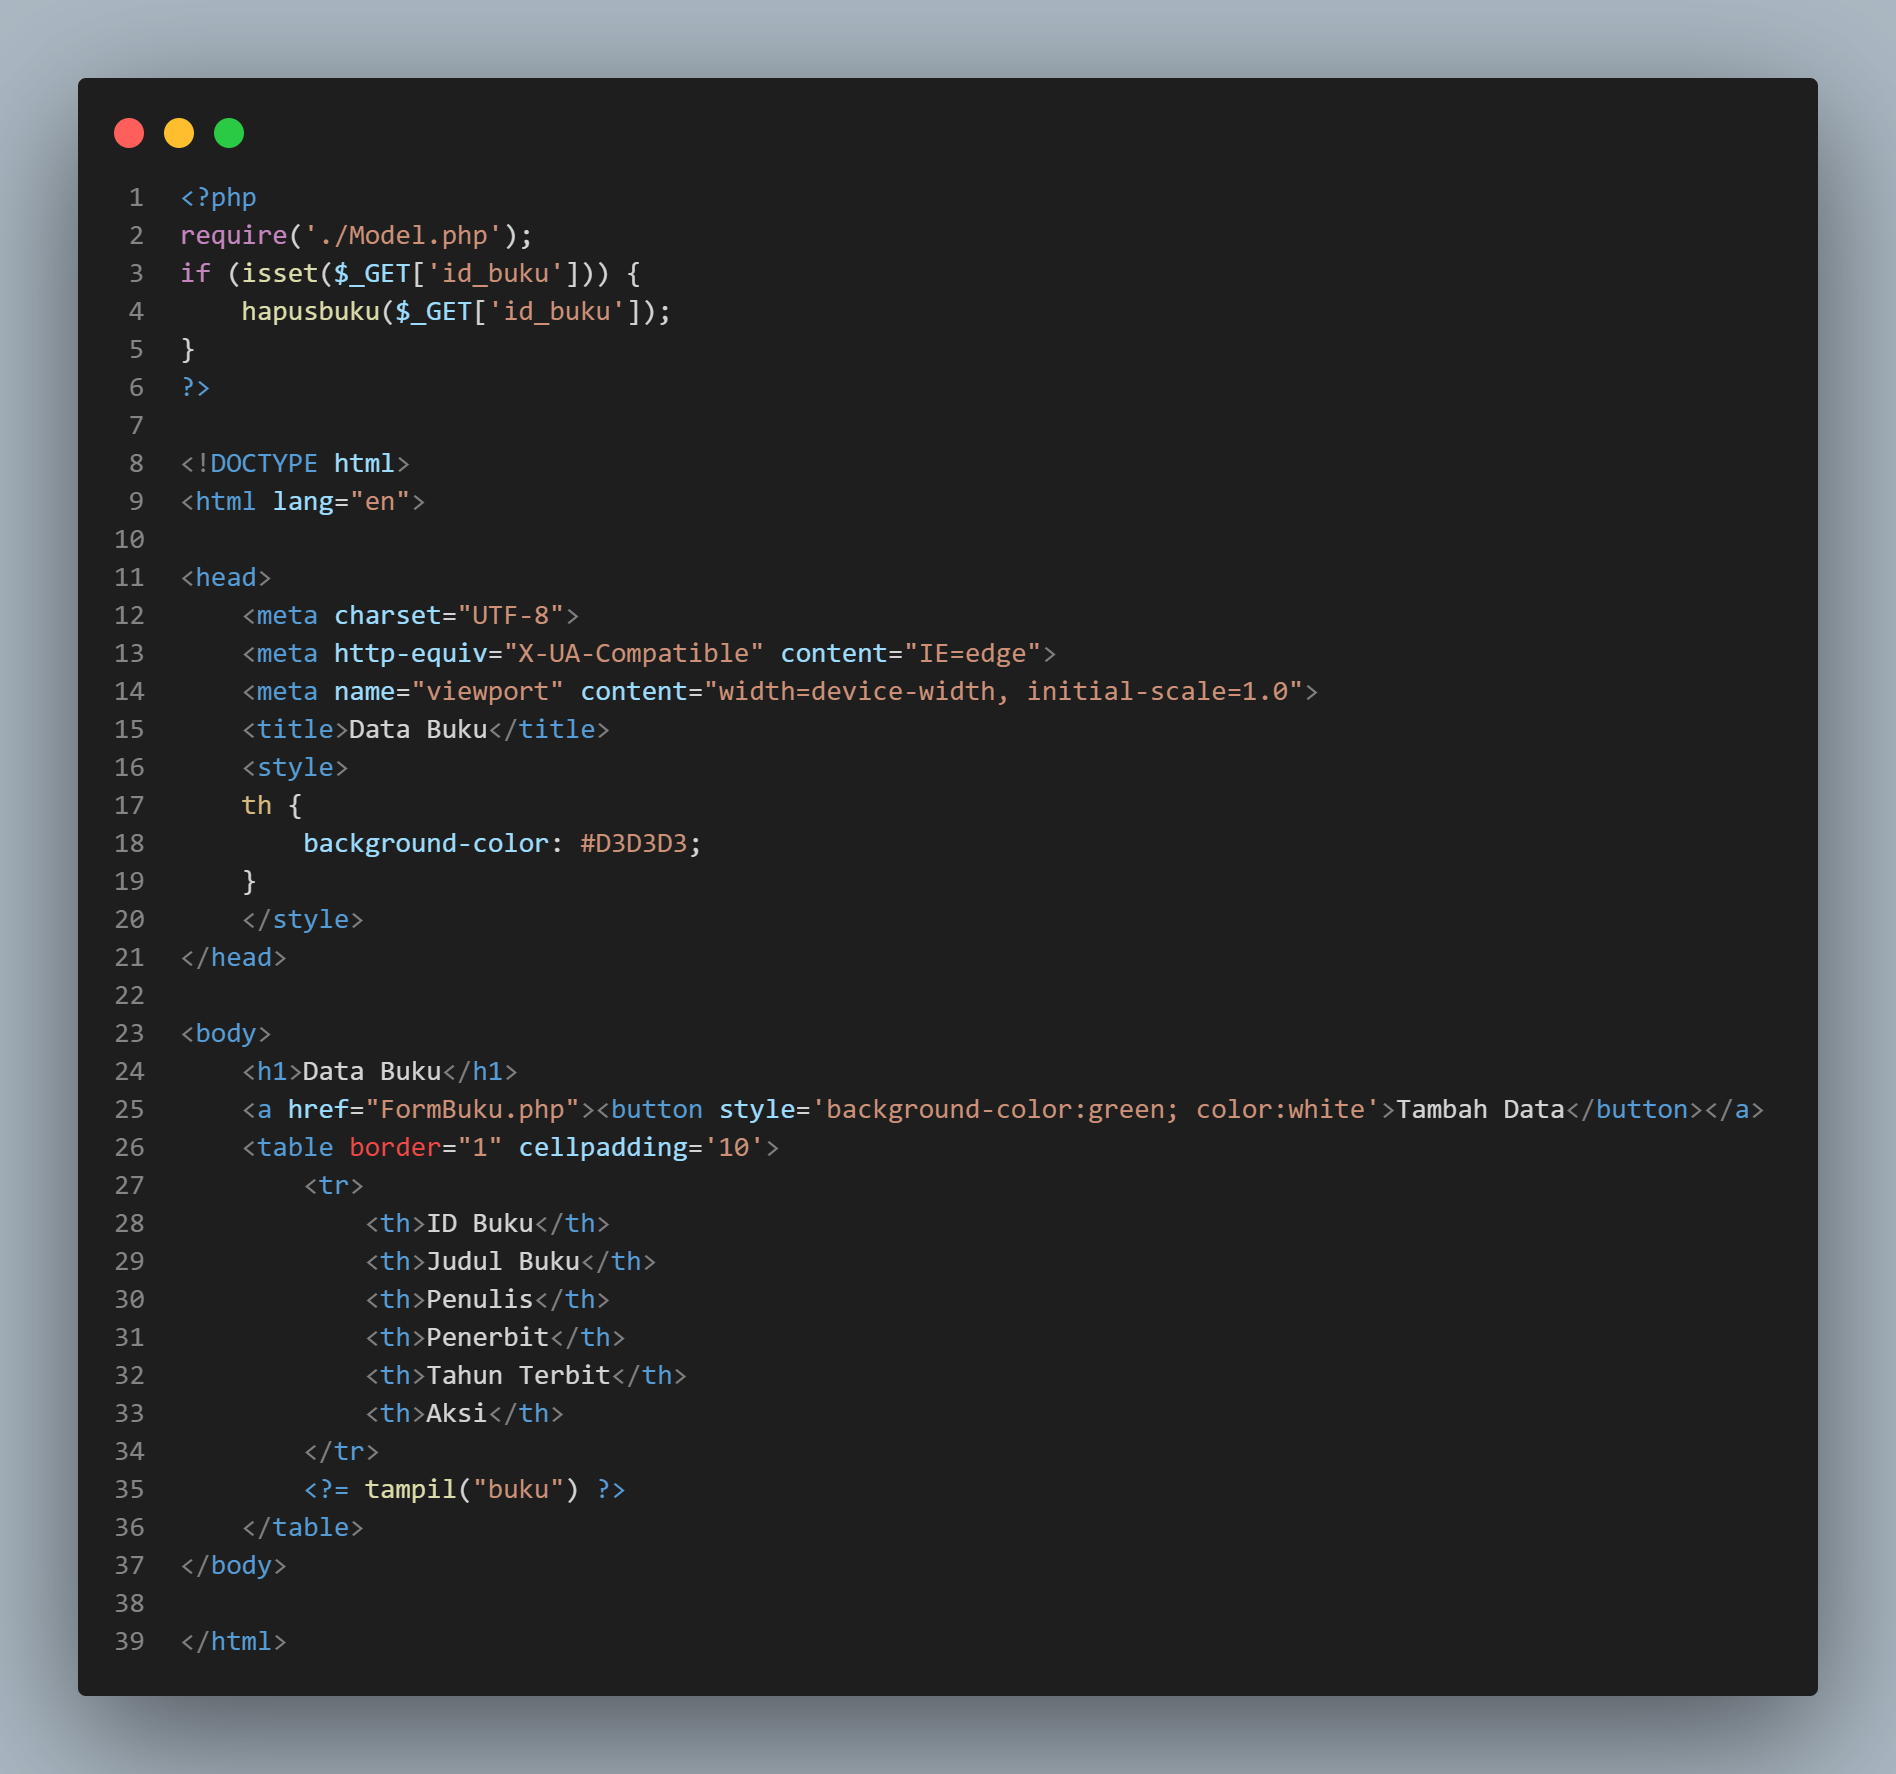 1 <?php
2 require('./Model.php');
3 if (isset($_GET['id_buku'])) {
4     hapusbuku($_GET['id_buku']);
5 }
6 ?>
7
8 <!DOCTYPE html>
9 <html lang="en">
10
11 <head>
12     <meta charset="UTF-8">
13     <meta http-equiv="X-UA-Compatible" content="IE=edge">
14     <meta name="viewport" content="width=device-width, initial-scale=1.0">
15     <title>Data Buku</title>
16     <style>
17     th {
18         background-color: #D3D3D3;
19     }
20     </style>
21 </head>
22
23 <body>
24     <h1>Data Buku</h1>
25     <a href="FormBuku.php"><button style='background-color:green; color:white'>Tambah Data</button></a>
26     <table border="1" cellpadding='10'>
27         <tr>
28             <th>ID Buku</th>
29             <th>Judul Buku</th>
30             <th>Penulis</th>
31             <th>Penerbit</th>
32             <th>Tahun Terbit</th>
33             <th>Aksi</th>
34         </tr>
35         <?= tampil("buku") ?>
36     </table>
37 </body>
38
39 </html>